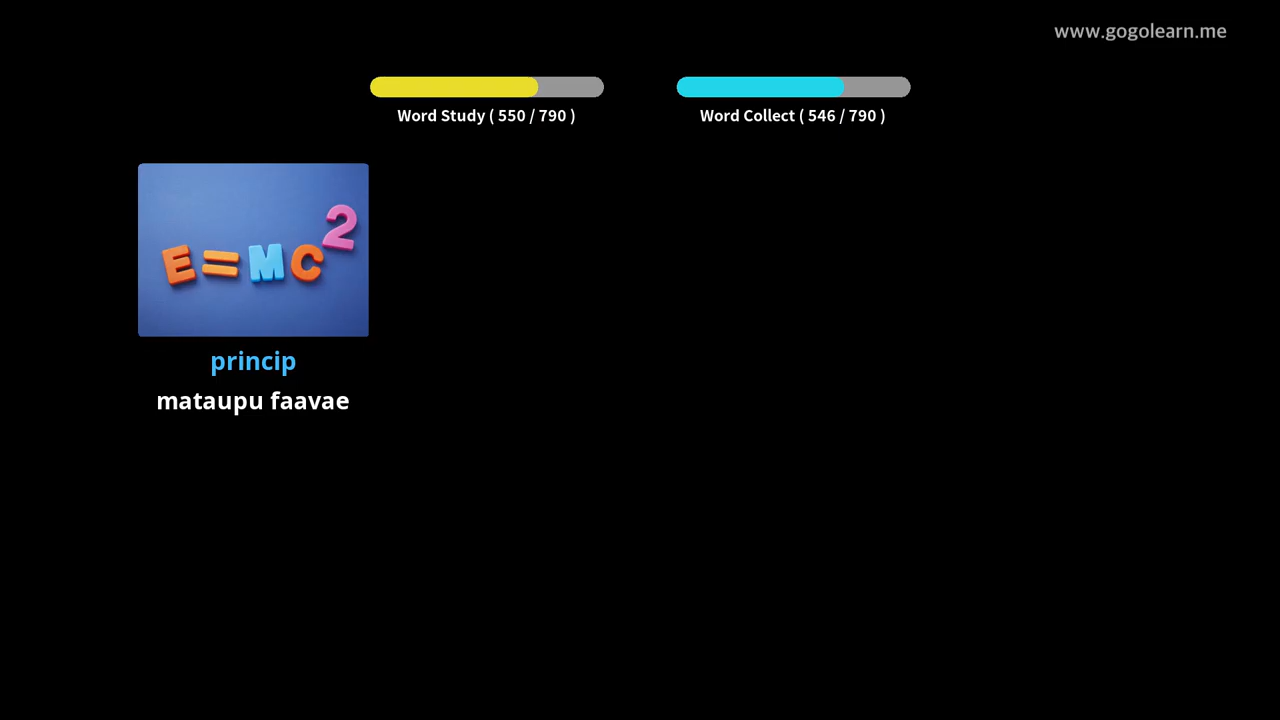 www.gogolearn.me
Word Study ( 550 / 790 )
Word Collect ( 546 / 790 )
E=MC2
princip
mataupu faavae